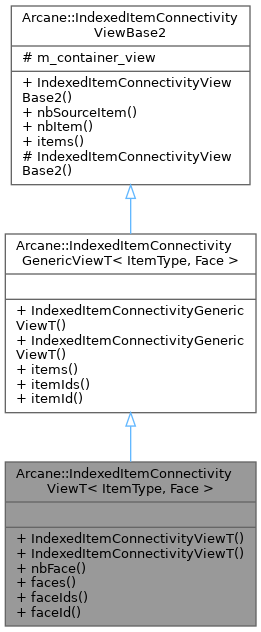 Arcane::IndexedItemConnectivity
ViewBase2
# m_container_view
+ IndexedItemConnectivityView
Base2()
+ nbSourceItem()
+ nbItem()
+ items()
# IndexedItemConnectivityView
Base2()
Arcane::IndexedItemConnectivity
GenericViewT< ItemType, Face >
+ IndexedItemConnectivityGeneric
ViewT()
+ IndexedItemConnectivityGeneric
ViewT()
+ items()
+ itemIds()
+ itemId()
Arcane::IndexedItemConnectivity
ViewT< ItemType, Face >
+ IndexedItemConnectivityViewT()
+ IndexedItemConnectivityViewT()
+ nbFace()
+ faces()
+ faceIds()
+ faceId()